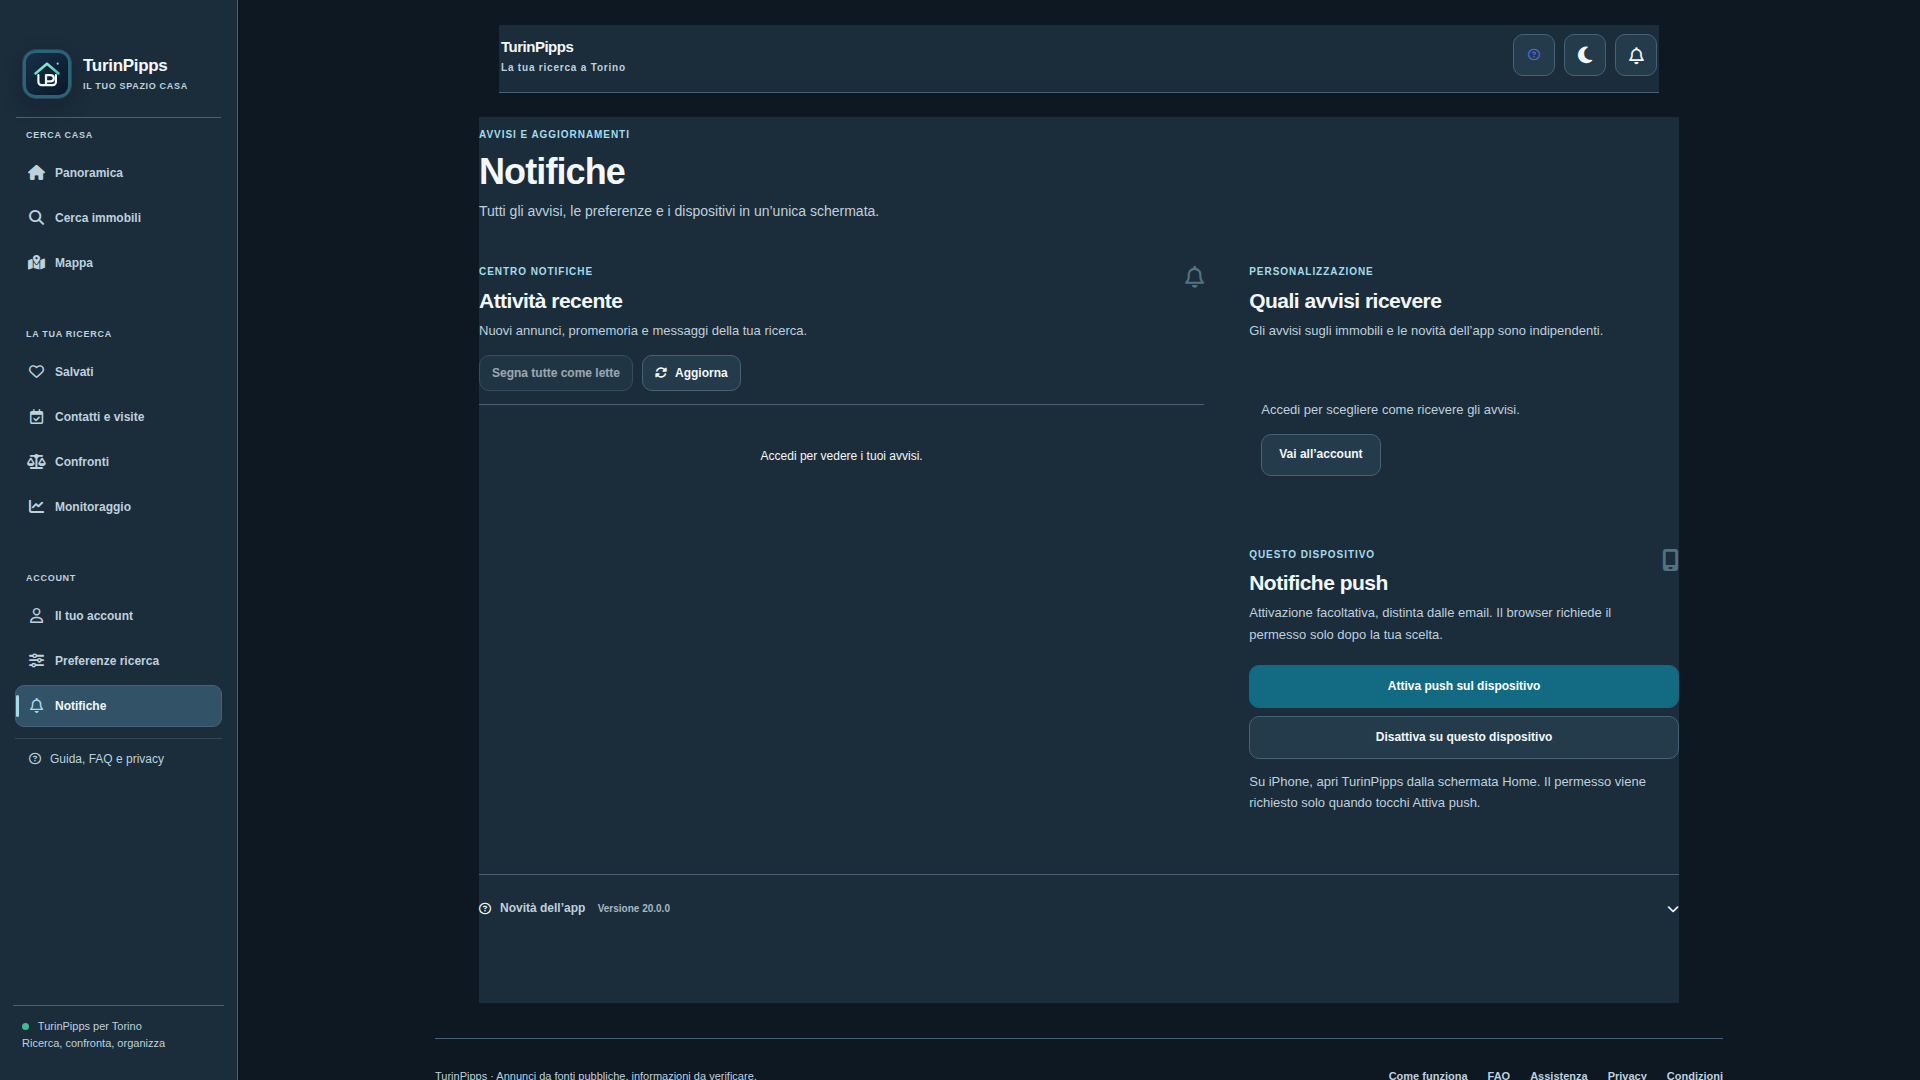 TurinPipps
IL TUO SPAZIO CASA
CERCA CASA
Panoramica
Cerca immobili
Mappa
LA TUA RICERCA
Salvati
Contatti e visite
Confronti
Monitoraggio
ACCOUNT
Il tuo account
Preferenze ricerca
Notifiche
Guida, FAQ e privacy
TurinPipps per Torino
Ricerca, confronta, organizza
TurinPipps
La tua ricerca a Torino
AVVISI E AGGIORNAMENTI
Notifiche
Tutti gli avvisi, le preferenze e i dispositivi in un’unica schermata.
CENTRO NOTIFICHE
Attività recente
Nuovi annunci, promemoria e messaggi della tua ricerca.
Segna tutte come lette
Aggiorna
Accedi per vedere i tuoi avvisi.
PERSONALIZZAZIONE
Quali avvisi ricevere
Gli avvisi sugli immobili e le novità dell’app sono indipendenti.
Accedi per scegliere come ricevere gli avvisi.
Vai all’account
QUESTO DISPOSITIVO
Notifiche push
Attivazione facoltativa, distinta dalle email. Il browser richiede il
permesso solo dopo la tua scelta.
Attiva push sul dispositivo
Disattiva su questo dispositivo
Su iPhone, apri TurinPipps dalla schermata Home. Il permesso viene
richiesto solo quando tocchi Attiva push.
Novità dell’app Versione 20.0.0
TurinPipps · Annunci da fonti pubbliche, informazioni da verificare.
Come funziona FAQ Assistenza Privacy Condizioni